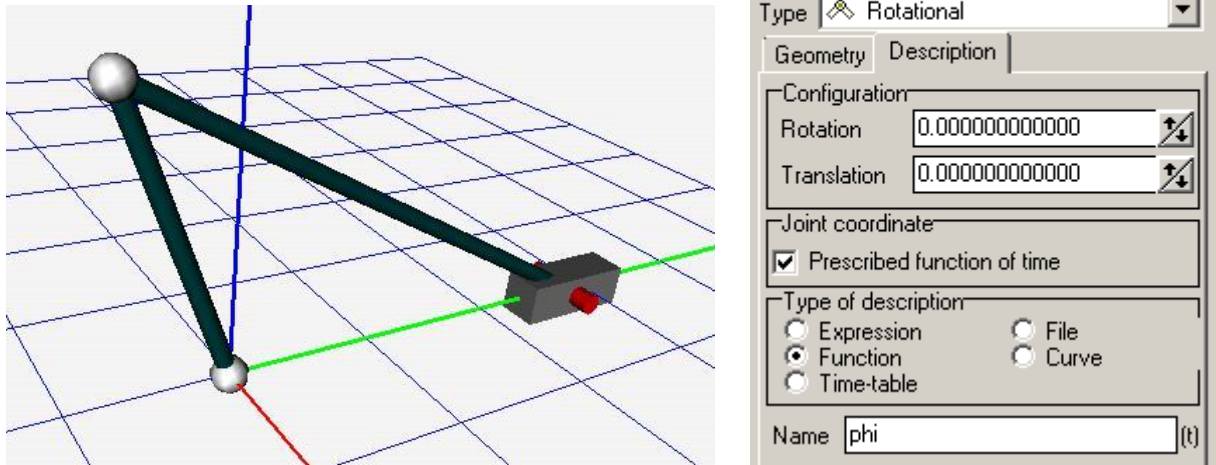 Type Rotational
Geometry Description
Configuration
Rotation 0.000000000000
Translation 0.000000000000
Joint coordinate
Prescribed function of time
Type of description
Expression File
Function Curve
Time-table
Name phi (t)